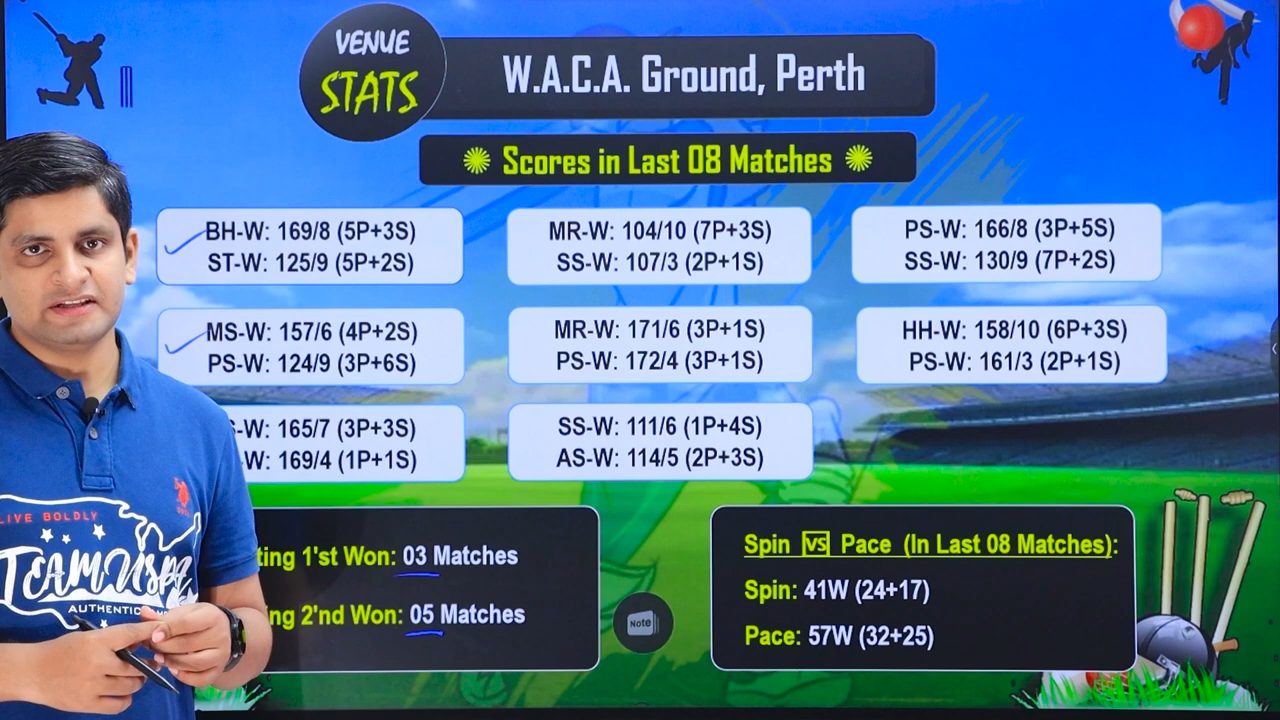 VENUE
STATS
W.A.C.A. Ground, Perth
Scores in Last 08 Matches
BH-W: 169/8 (5P+3S)
ST-W: 125/9 (5P+2S)
MR-W: 104/10 (7P+3S)
SS-W: 107/3 (2P+1S)
PS-W: 166/8 (3P+5S)
SS-W: 130/9 (7P+2S)
MS-W: 157/6 (4P+2S)
PS-W: 124/9 (3P+6S)
MR-W: 171/6 (3P+1S)
PS-W: 172/4 (3P+1S)
HH-W: 158/10 (6P+3S)
PS-W: 161/3 (2P+1S)
-W: 165/7 (3P+3S)
-W: 169/4 (1P+1S)
SS-W: 111/6 (1P+4S)
AS-W: 114/5 (2P+3S)
ting 1'st Won: 03 Matches
ng 2'nd Won: 05 Matches
Note
Spin VS Pace (In Last 08 Matches):
Spin: 41W (24+17)
Pace: 57W (32+25)
LIVE BOLDLY
TEAM USPA
AUTHENTIC